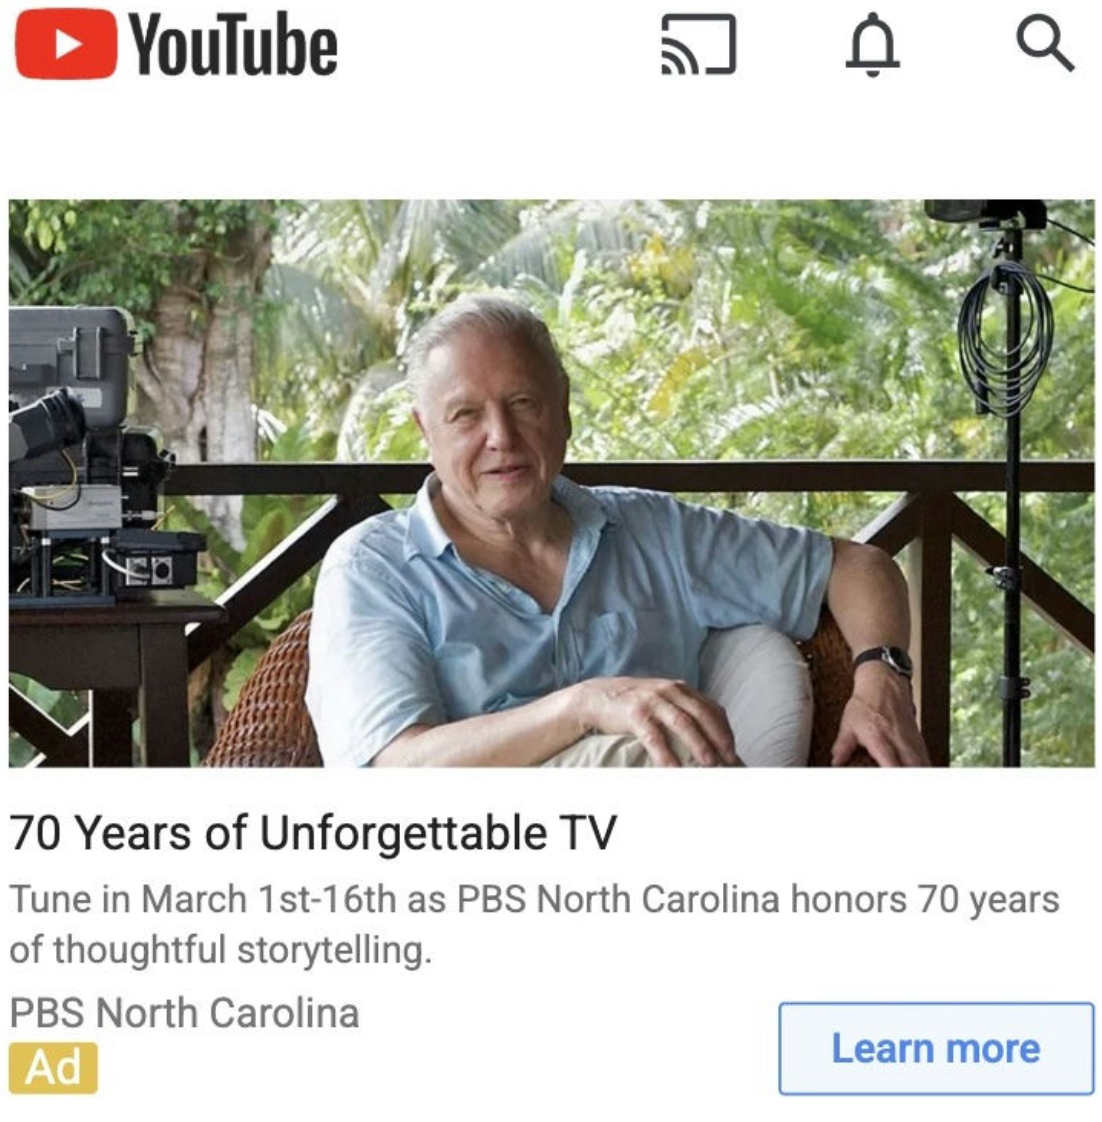 YouTube
70 Years of Unforgettable TV
Tune in March 1st-16th as PBS North Carolina honors 70 years
of thoughtful storytelling.
PBS North Carolina
Ad
Learn more